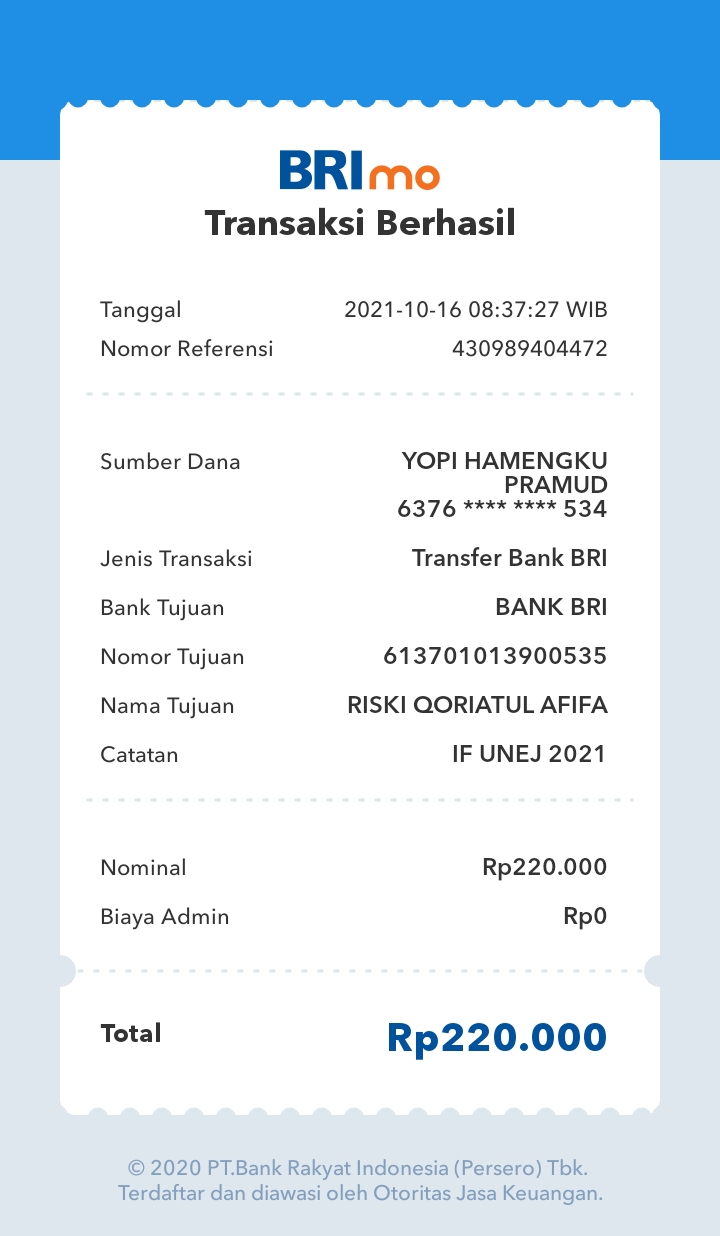 BRImo
Transaksi Berhasil
Tanggal 2021-10-16 08:37:27 WIB
Nomor Referensi 430989404472
Sumber Dana YOPI HAMENGKU
PRAMUD
6376 **** **** 534
Jenis Transaksi Transfer Bank BRI
Bank Tujuan BANK BRI
Nomor Tujuan 613701013900535
Nama Tujuan RISKI QORIATUL AFIFA
Catatan IF UNEJ 2021
Nominal Rp220.000
Biaya Admin Rp0
Total Rp220.000
© 2020 PT.Bank Rakyat Indonesia (Persero) Tbk.
Terdaftar dan diawasi oleh Otoritas Jasa Keuangan.